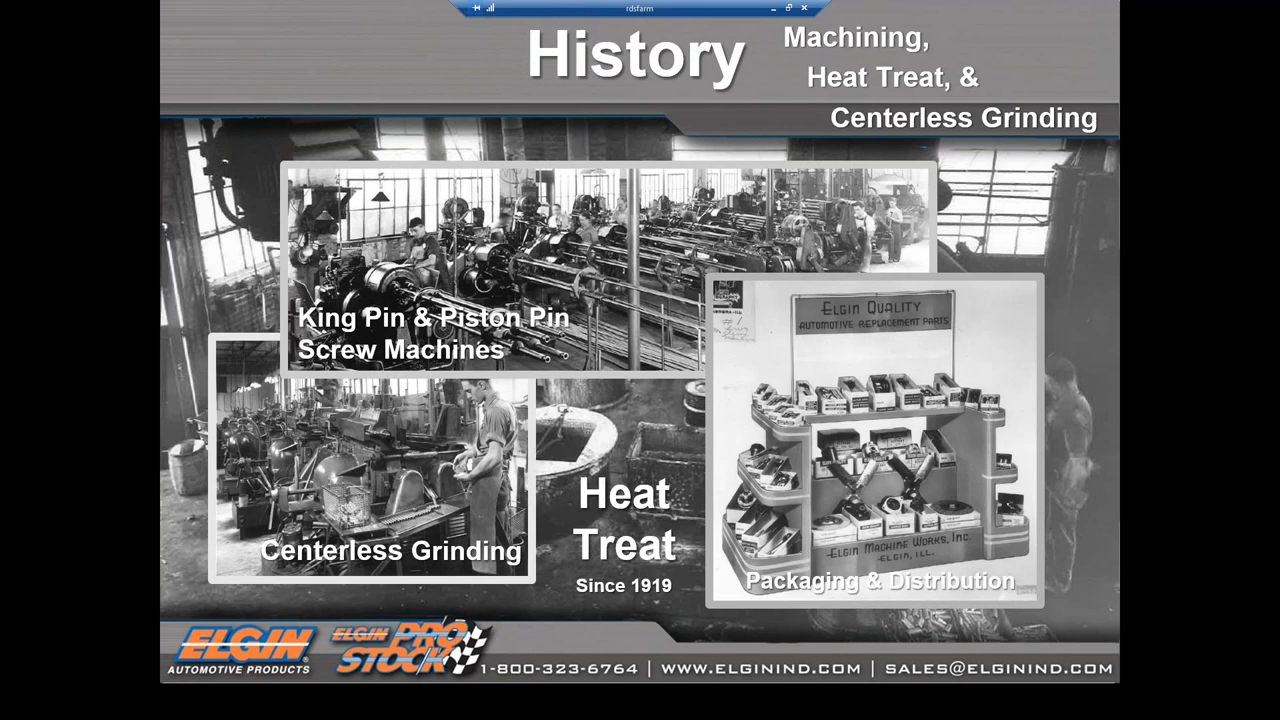 rdsfarm
History
Machining,
Heat Treat, &
Centerless Grinding
King Pin & Piston Pin
Screw Machines
ELGIN QUALITY
AUTOMOTIVE REPLACEMENT PARTS
Centerless Grinding
Heat
Treat
Since 1919
ELGIN MACHINE WORKS, INC.
ELGIN, ILL.
Packaging & Distribution
ELGIN®
AUTOMOTIVE PRODUCTS
ELGIN PRO
STOCK
1-800-323-6764 | WWW.ELGININD.COM | SALES@ELGININD.COM